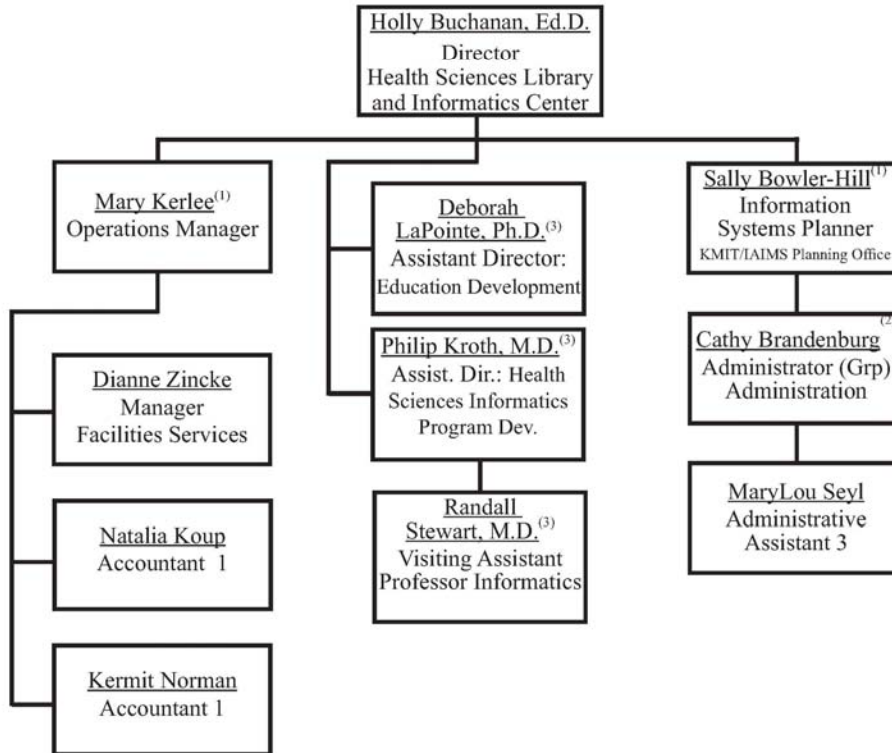 Holly Buchanan, Ed.D.
Director
Health Sciences Library
and Informatics Center
Mary Kerlee(1)
Operations Manager
Dianne Zincke
Manager
Facilities Services
Natalia Koup
Accountant 1
Kermit Norman
Accountant 1
Deborah
LaPointe, Ph.D.(3)
Assistant Director:
Education Development
Philip Kroth, M.D.(3)
Assist. Dir.: Health
Sciences Informatics
Program Dev.
Randall
Stewart, M.D.(3)
Visiting Assistant
Professor Informatics
Sally Bowler-Hill(1)
Information
Systems Planner
KMIT/IAIMS Planning Office
Cathy Brandenburg(2
Administrator (Grp)
Administration
MaryLou Seyl
Administrative
Assistant 3